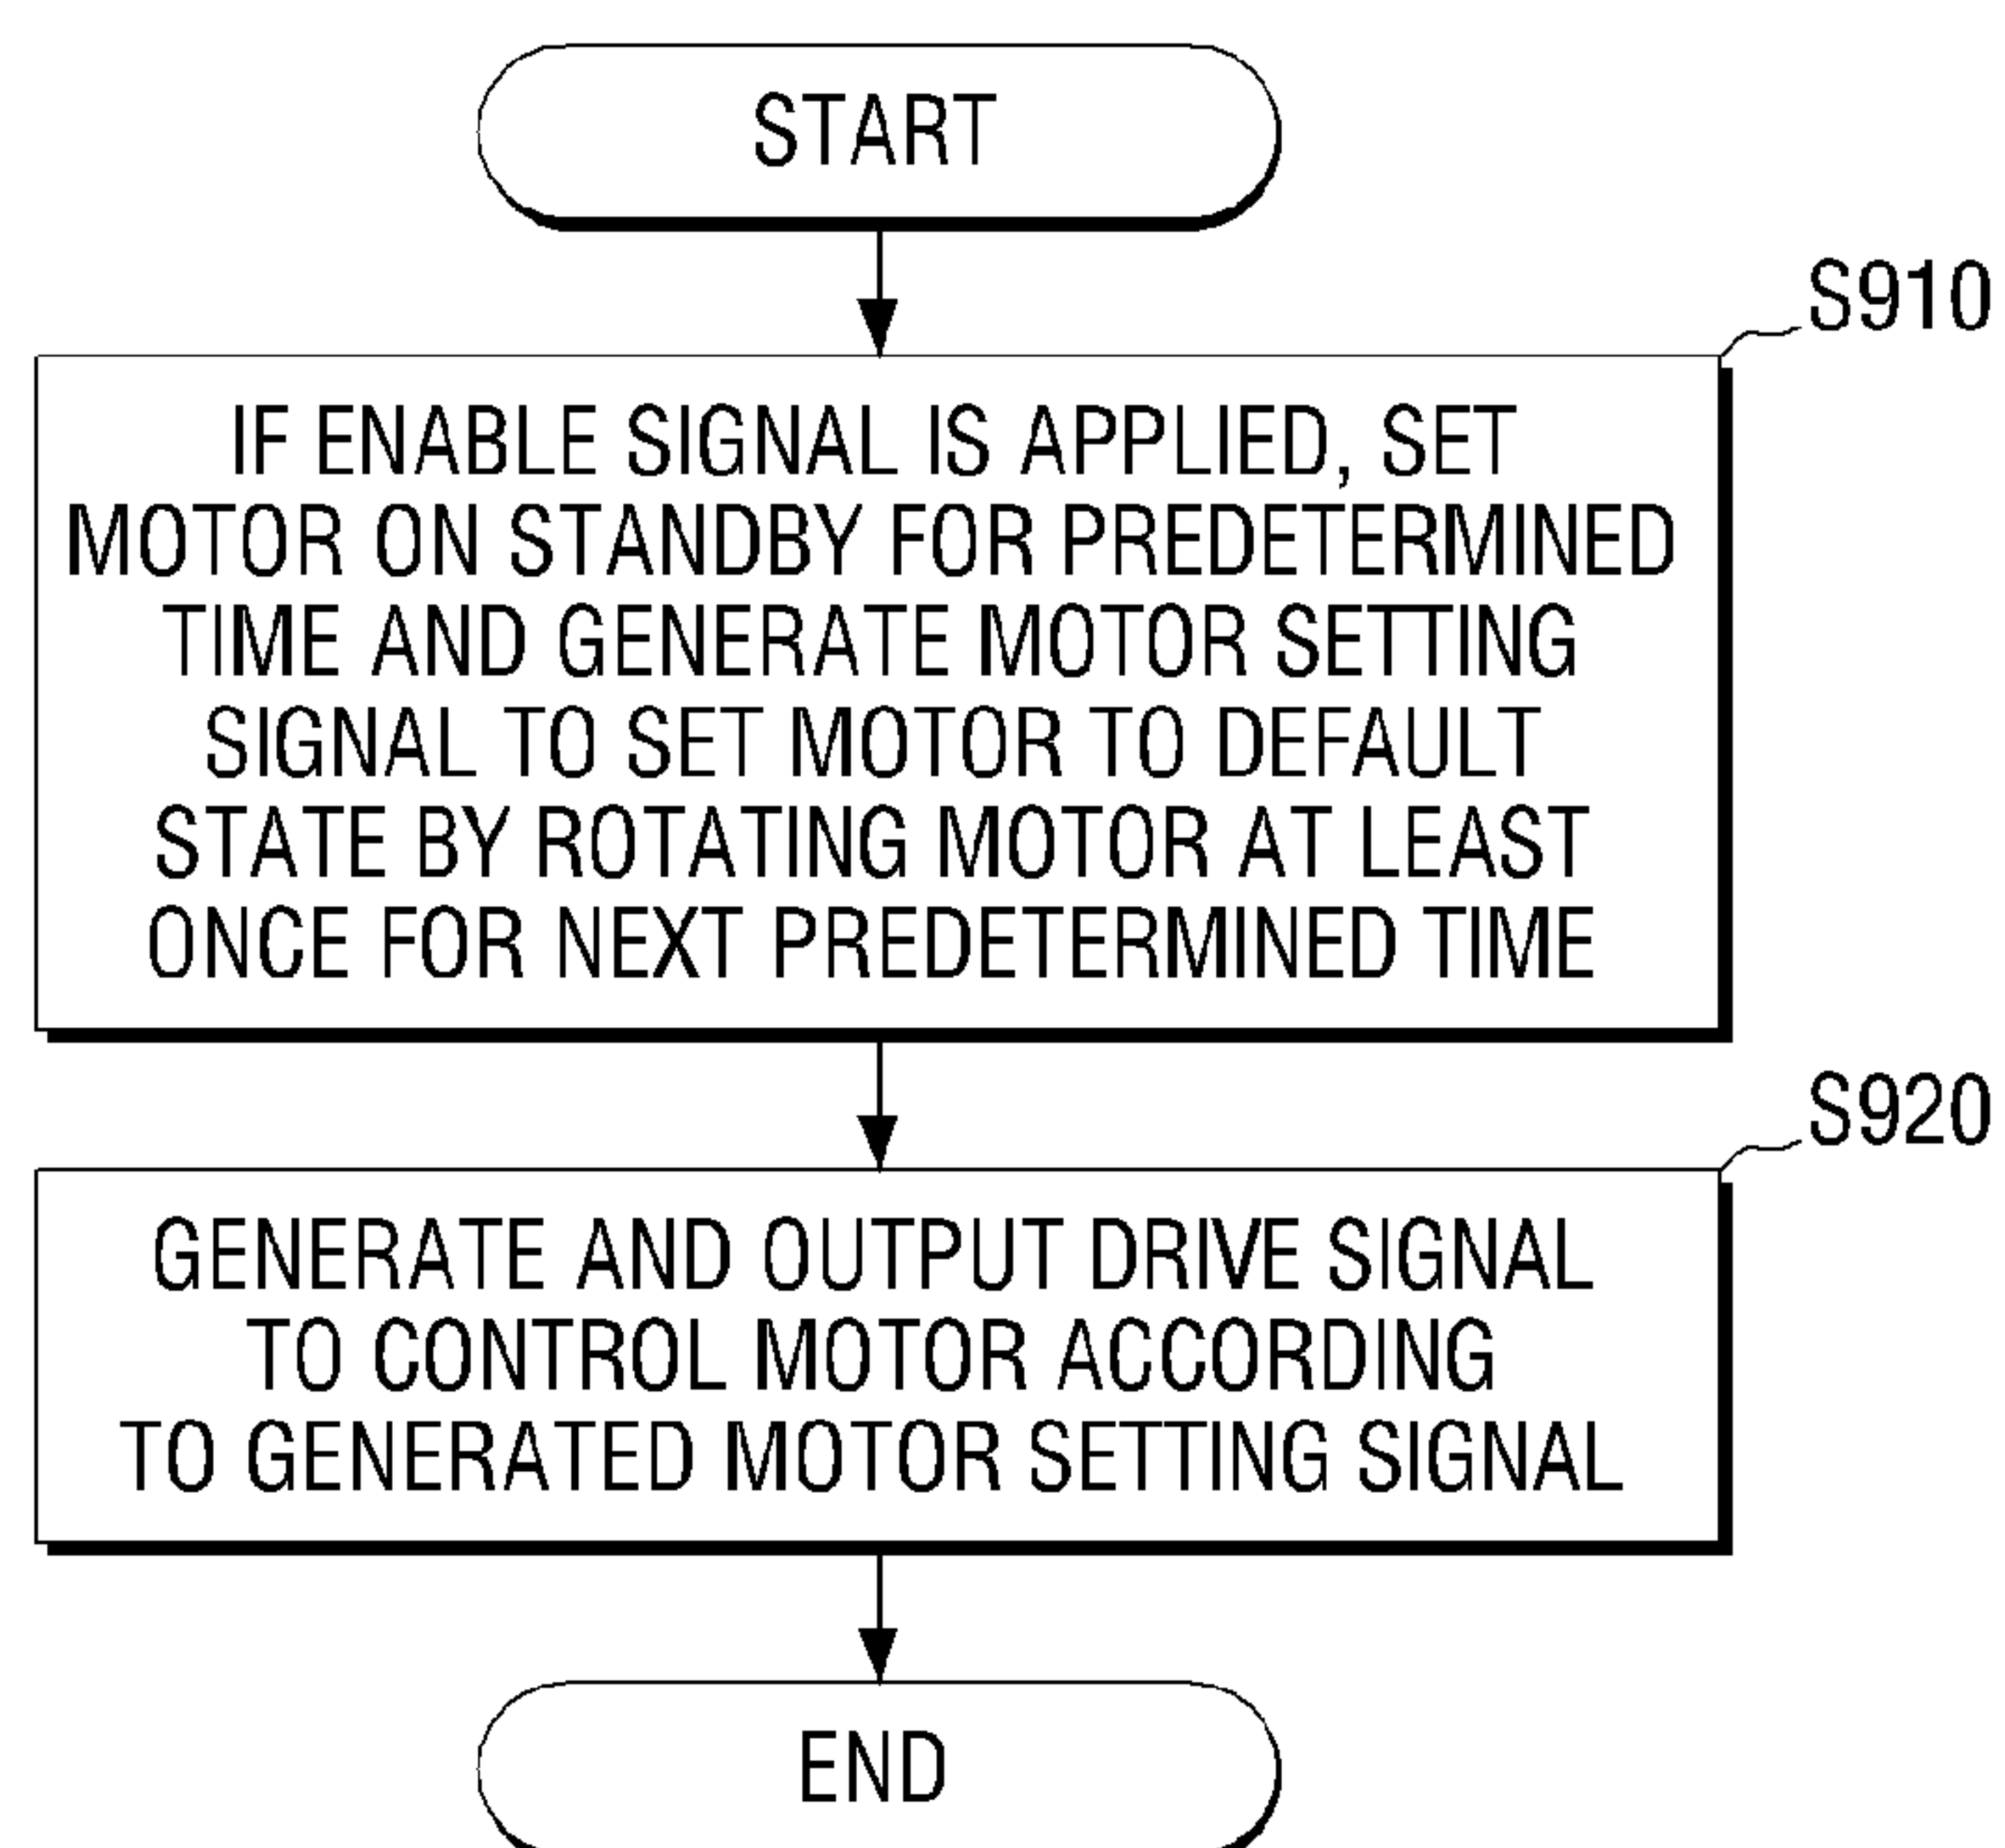 START
S910
IF ENABLE SIGNAL IS APPLIED, SET
MOTOR ON STANDBY FOR PREDETERMINED
TIME AND GENERATE MOTOR SETTING
SIGNAL TO SET MOTOR TO DEFAULT
STATE BY ROTATING MOTOR AT LEAST
ONCE FOR NEXT PREDETERMINED TIME
S920
GENERATE AND OUTPUT DRIVE SIGNAL
TO CONTROL MOTOR ACCORDING
TO GENERATED MOTOR SETTING SIGNAL
END